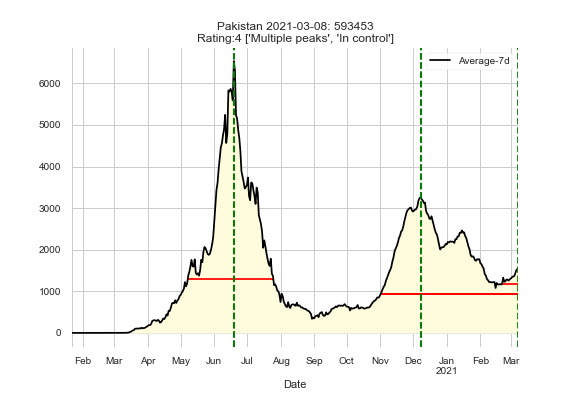 Pakistan 2021-03-08: 593453
Rating:4 ['Multiple peaks', 'In control']
Average-7d
6000
5000
4000
3000
2000
1000
0
Feb Mar Apr May Jun Jul Aug Sep Oct Nov Dec Jan Feb Mar
2021
Date